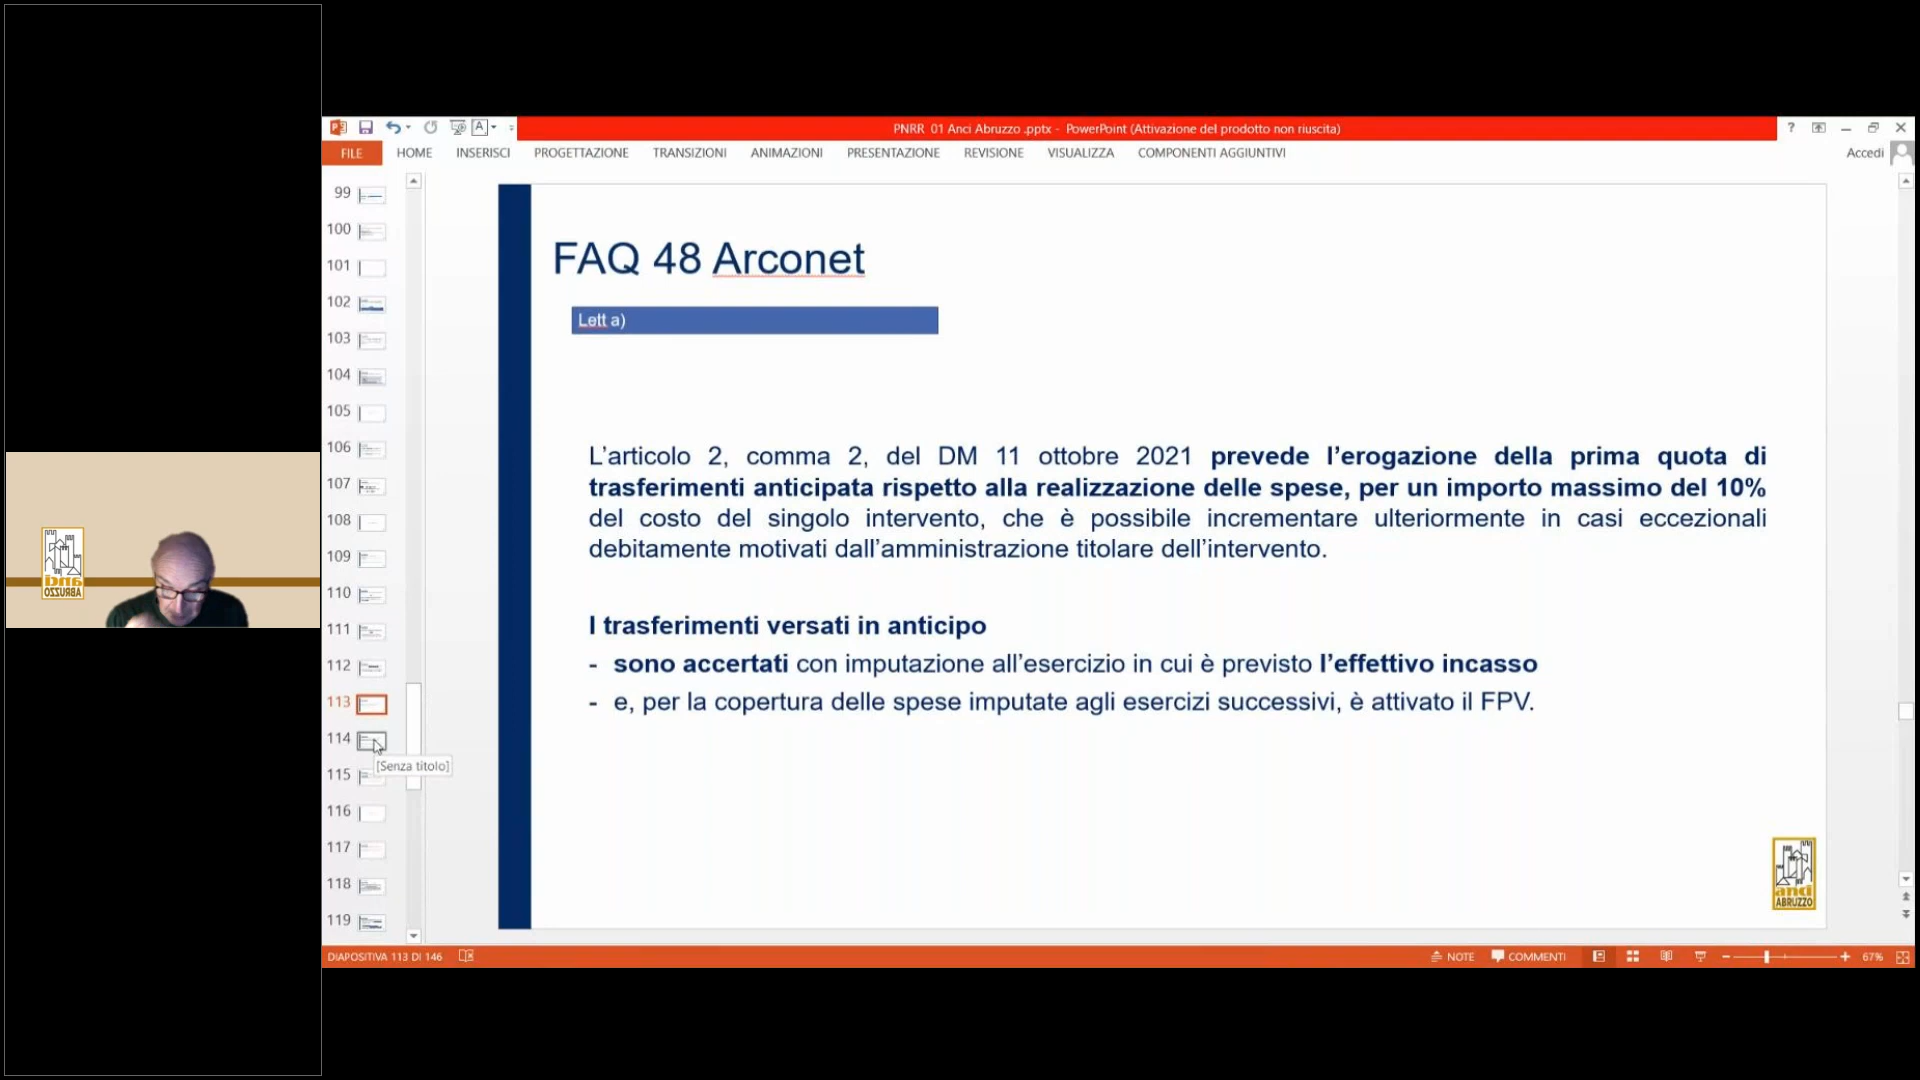 PNRR 01 Anci Abruzzo .pptx - PowerPoint (Attivazione del prodotto non riuscita)
FILE HOME INSERISCI PROGETTAZIONE TRANSIZIONI ANIMAZIONI PRESENTAZIONE REVISIONE VISUALIZZA COMPONENTI AGGIUNTIVI Accedi
99
100
101
102
103
104
105
106
107
108
109
110
111
112
113
114
[Senza titolo]
115
116
117
118
119
FAQ 48 Arconet
Lett a)
L’articolo 2, comma 2, del DM 11 ottobre 2021 prevede l’erogazione della prima quota di
trasferimenti anticipata rispetto alla realizzazione delle spese, per un importo massimo del 10%
del costo del singolo intervento, che è possibile incrementare ulteriormente in casi eccezionali
debitamente motivati dall’amministrazione titolare dell’intervento.
I trasferimenti versati in anticipo
- sono accertati con imputazione all’esercizio in cui è previsto l’effettivo incasso
- e, per la copertura delle spese imputate agli esercizi successivi, è attivato il FPV.
anci
ABRUZZO
anci
ABRUZZO
DIAPOSITIVA 113 DI 146 NOTE COMMENTI 67%